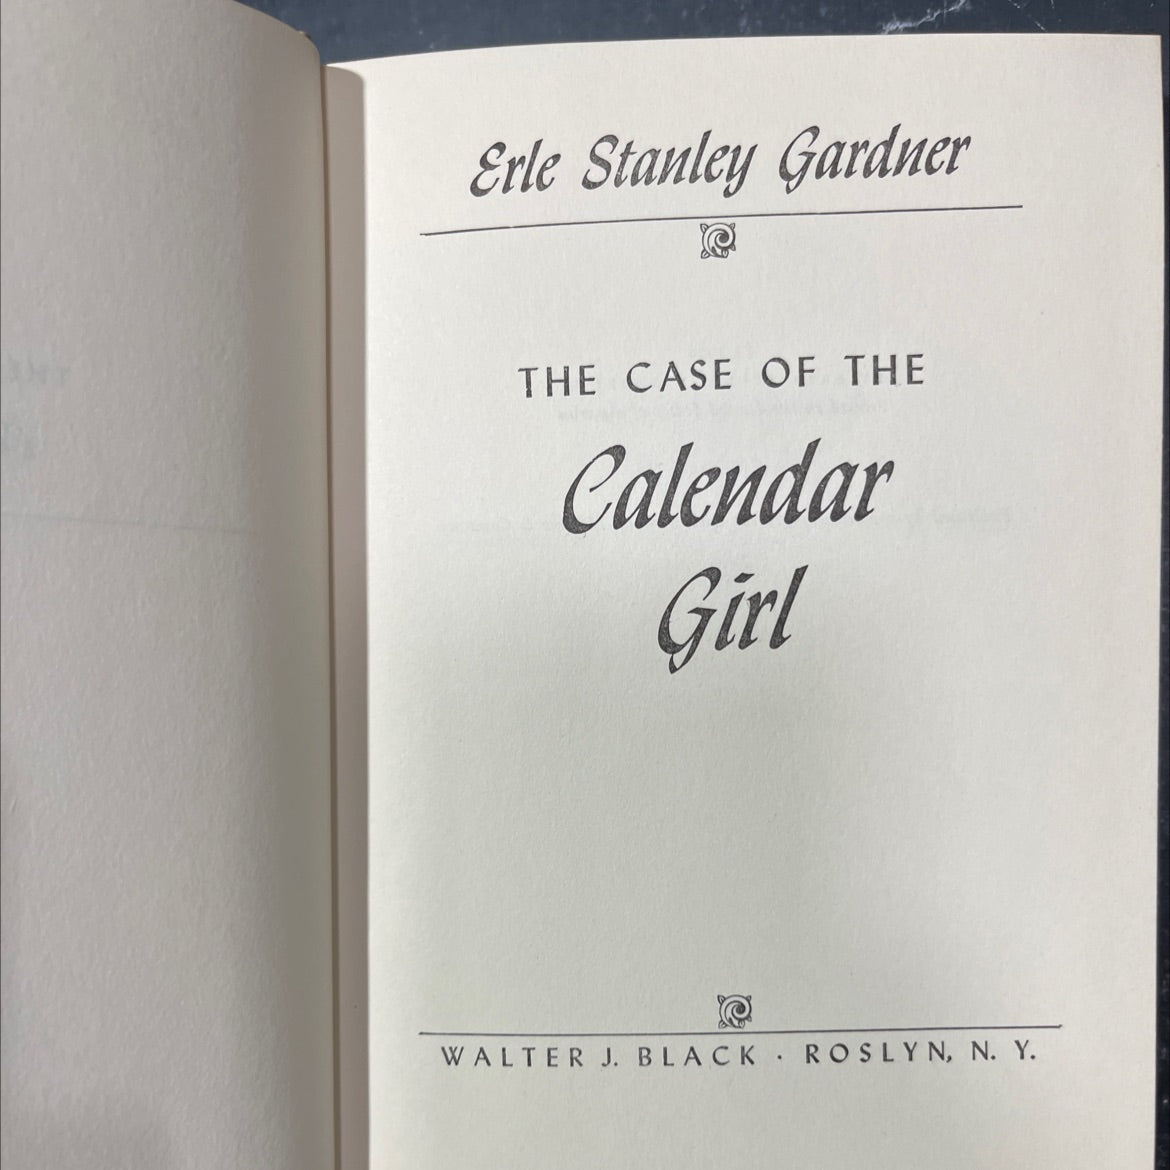 Erle Stanley Gardner
THE CASE OF THE
Calendar
Girl
WALTER J. BLACK · ROSLYN, N. Y.